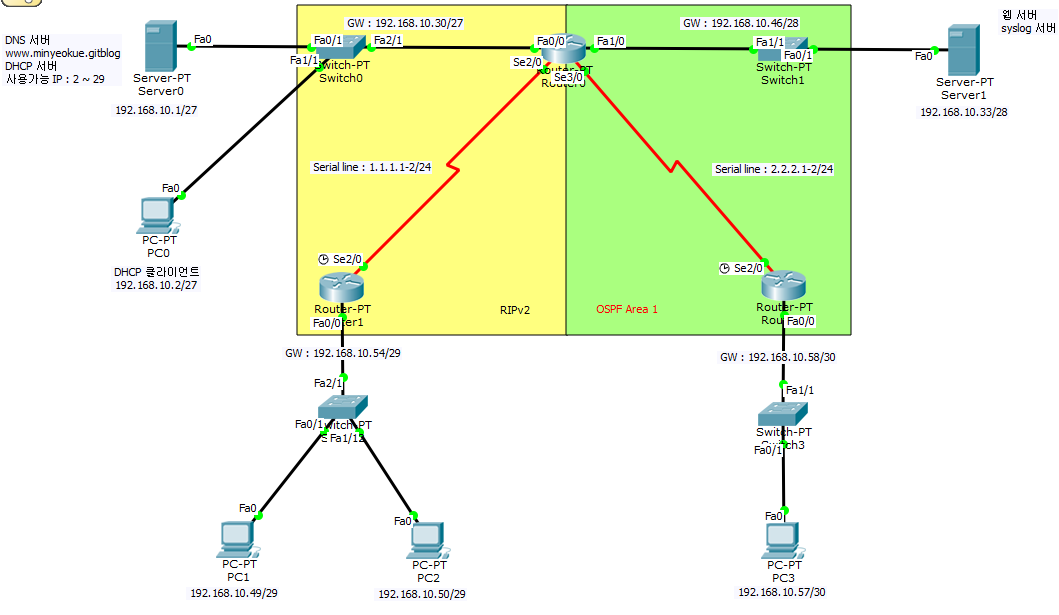 DNS 서버
www.minyeokue.gitblog
DHCP 서버
사용가능 IP : 2 ~ 29
Fa0
Server-PT
Server0
192.168.10.1/27
GW : 192.168.10.30/27
Fa0/1
Fa2/1
Fa1/1
Switch-PT
Switch0
Fa0/0
Fa1/0
Se2/0
Router-PT
Se3/0
Router0
GW : 192.168.10.46/28
Fa1/1
Fa0/1
Switch-PT
Switch1
웹 서버
syslog 서버
Fa0
Server-PT
Server1
192.168.10.33/28
Fa0
PC-PT
PC0
DHCP 클라이언트
192.168.10.2/27
Serial line : 1.1.1.1-2/24
Serial line : 2.2.2.1-2/24
Se2/0
Router-PT
Fa0/0
RIPv2
OSPF Area 1
Se2/0
Router-PT
Fa0/0
GW : 192.168.10.54/29
Fa2/1
Fa0/1
Switch-PT
Fa1/1
GW : 192.168.10.58/30
Fa1/1
Switch-PT
Switch3
Fa0/1
Fa0
PC-PT
PC1
192.168.10.49/29
Fa0
PC-PT
PC2
192.168.10.50/29
Fa0
PC-PT
PC3
192.168.10.57/30